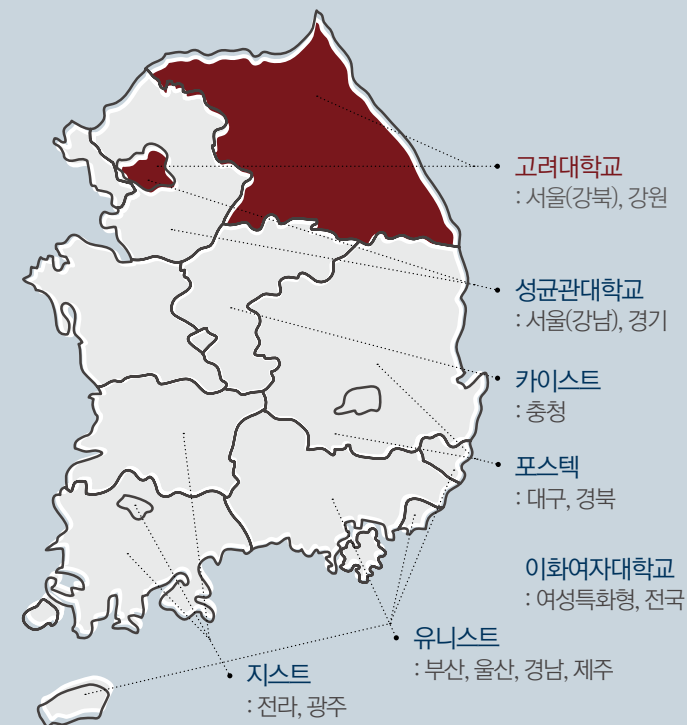 고려대학교
: 서울(강북), 강원
성균관대학교
: 서울(강남), 경기
카이스트
: 충청
포스텍
: 대구, 경북
이화여자대학교
: 여성특화형, 전국
유니스트
: 부산, 울산, 경남, 제주
지스트
: 전라, 광주